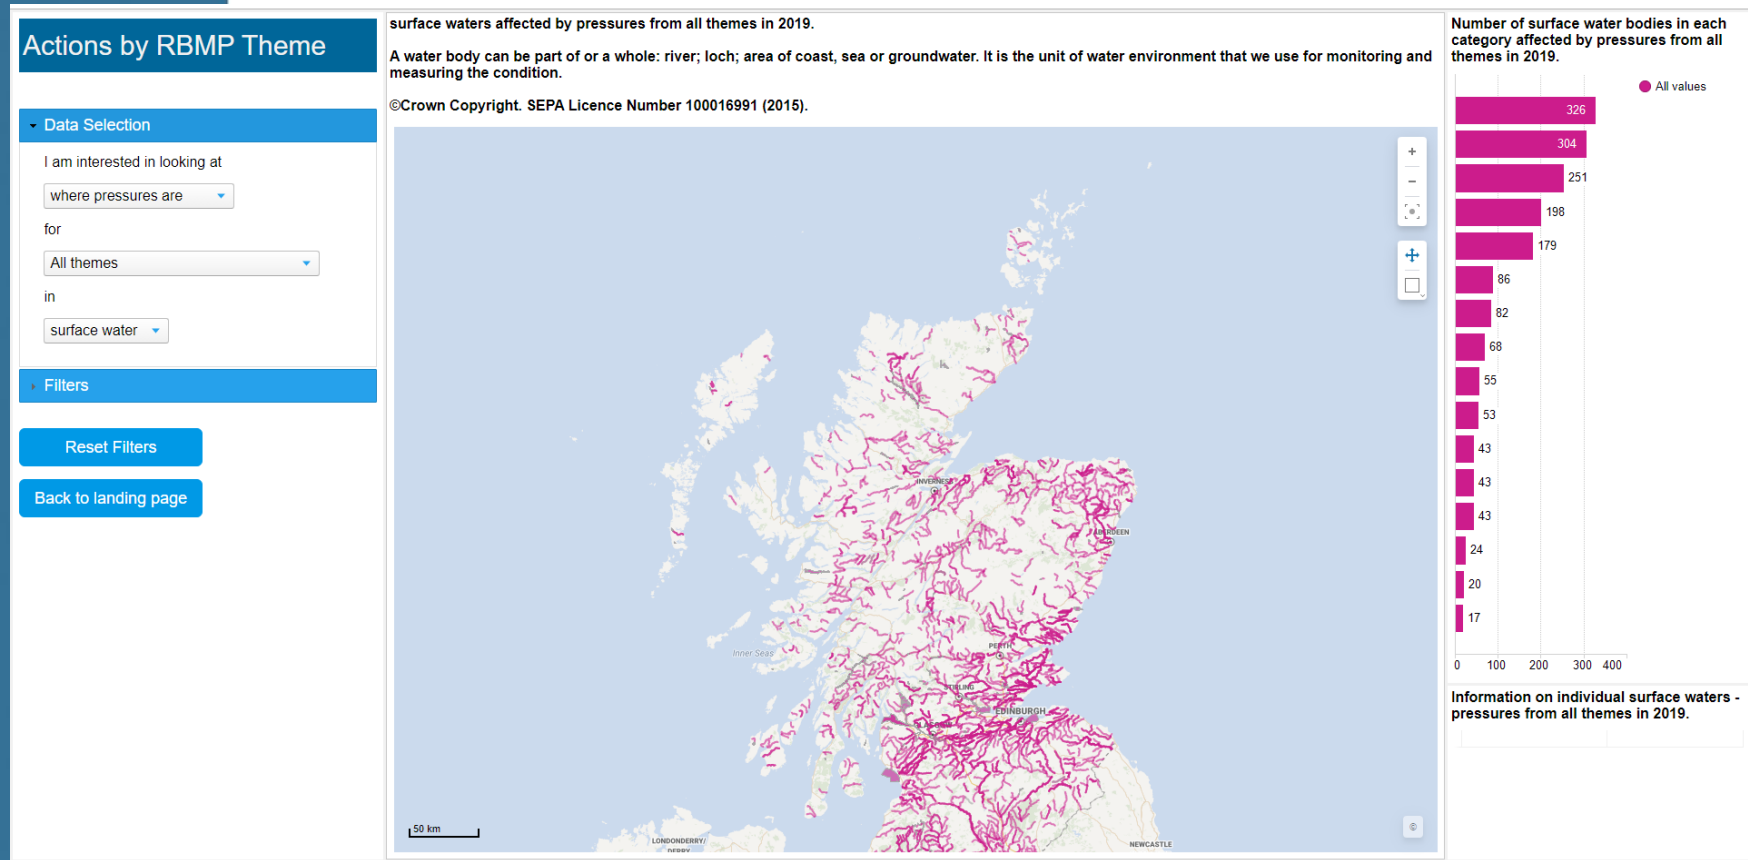 Actions by RBMP Theme
Data Selection
I am interested in looking at
where pressures are
for
All themes
in
surface water
Filters
Reset Filters
Back to landing page
surface waters affected by pressures from all themes in 2019.
A water body can be part of or a whole: river; loch; area of coast, sea or groundwater. It is the unit of water environment that we use for monitoring and
measuring the condition.
©Crown Copyright. SEPA Licence Number 100016991 (2015).
INVERNESS
ABERDEEN
Inner Seas
PERTH
STIRLING
EDINBURGH
GLASGOW
50 km
LONDONDERRY/
DERRY
NEWCASTLE
©
Number of surface water bodies in each
category affected by pressures from all
themes in 2019.
All values
326
304
251
198
179
86
82
68
55
53
43
43
43
24
20
17
0 100 200 300 400
Information on individual surface waters -
pressures from all themes in 2019.